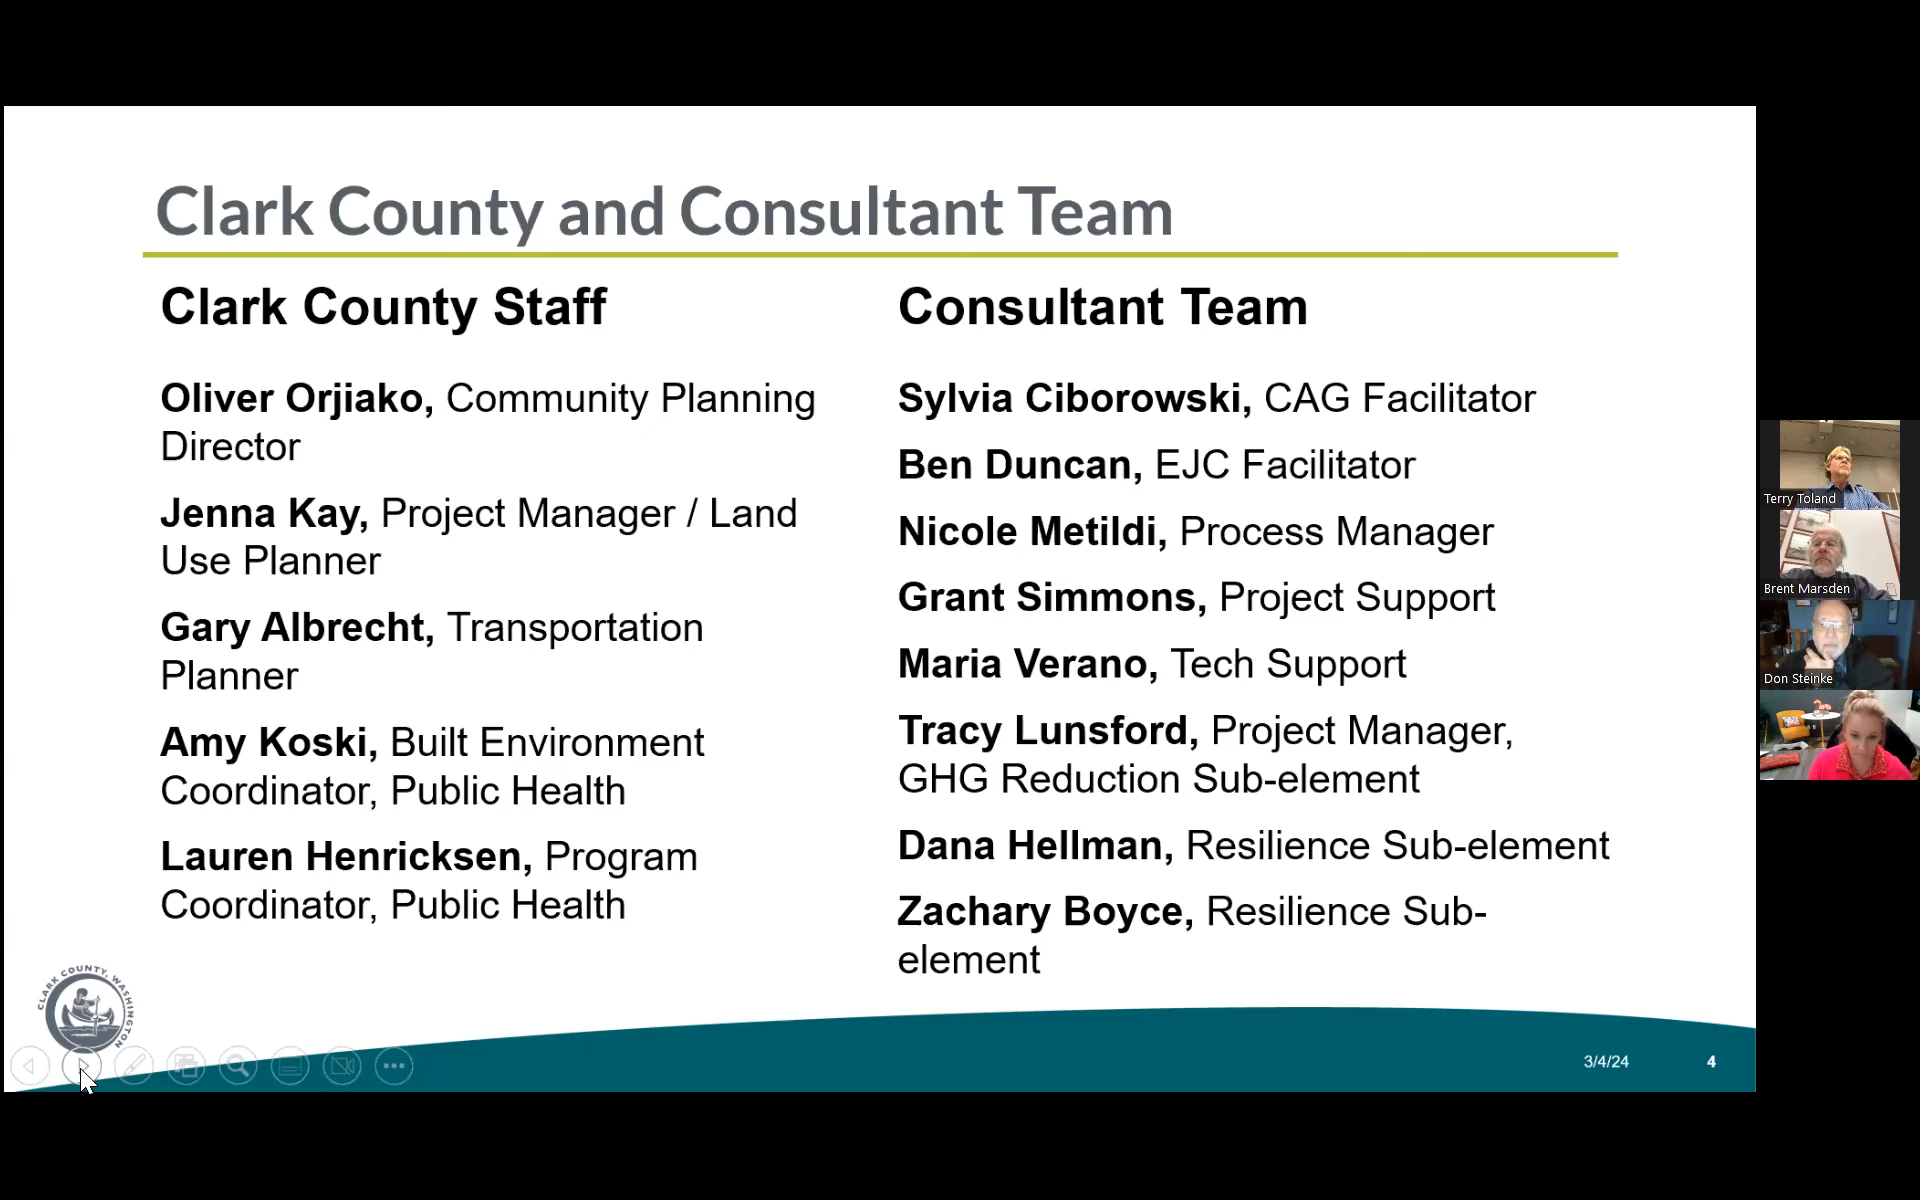 Clark County and Consultant Team
Clark County Staff
Oliver Orjiako, Community Planning
Director
Jenna Kay, Project Manager / Land
Use Planner
Gary Albrecht, Transportation
Planner
Amy Koski, Built Environment
Coordinator, Public Health
Lauren Henricksen, Program
Coordinator, Public Health
Consultant Team
Sylvia Ciborowski, CAG Facilitator
Ben Duncan, EJC Facilitator
Nicole Metildi, Process Manager
Grant Simmons, Project Support
Maria Verano, Tech Support
Tracy Lunsford, Project Manager,
GHG Reduction Sub-element
Dana Hellman, Resilience Sub-element
Zachary Boyce, Resilience Sub-
element
CLARK COUNTY, WASHINGTON
3/4/24
4
Terry Toland
Brent Marsden
Don Steinke